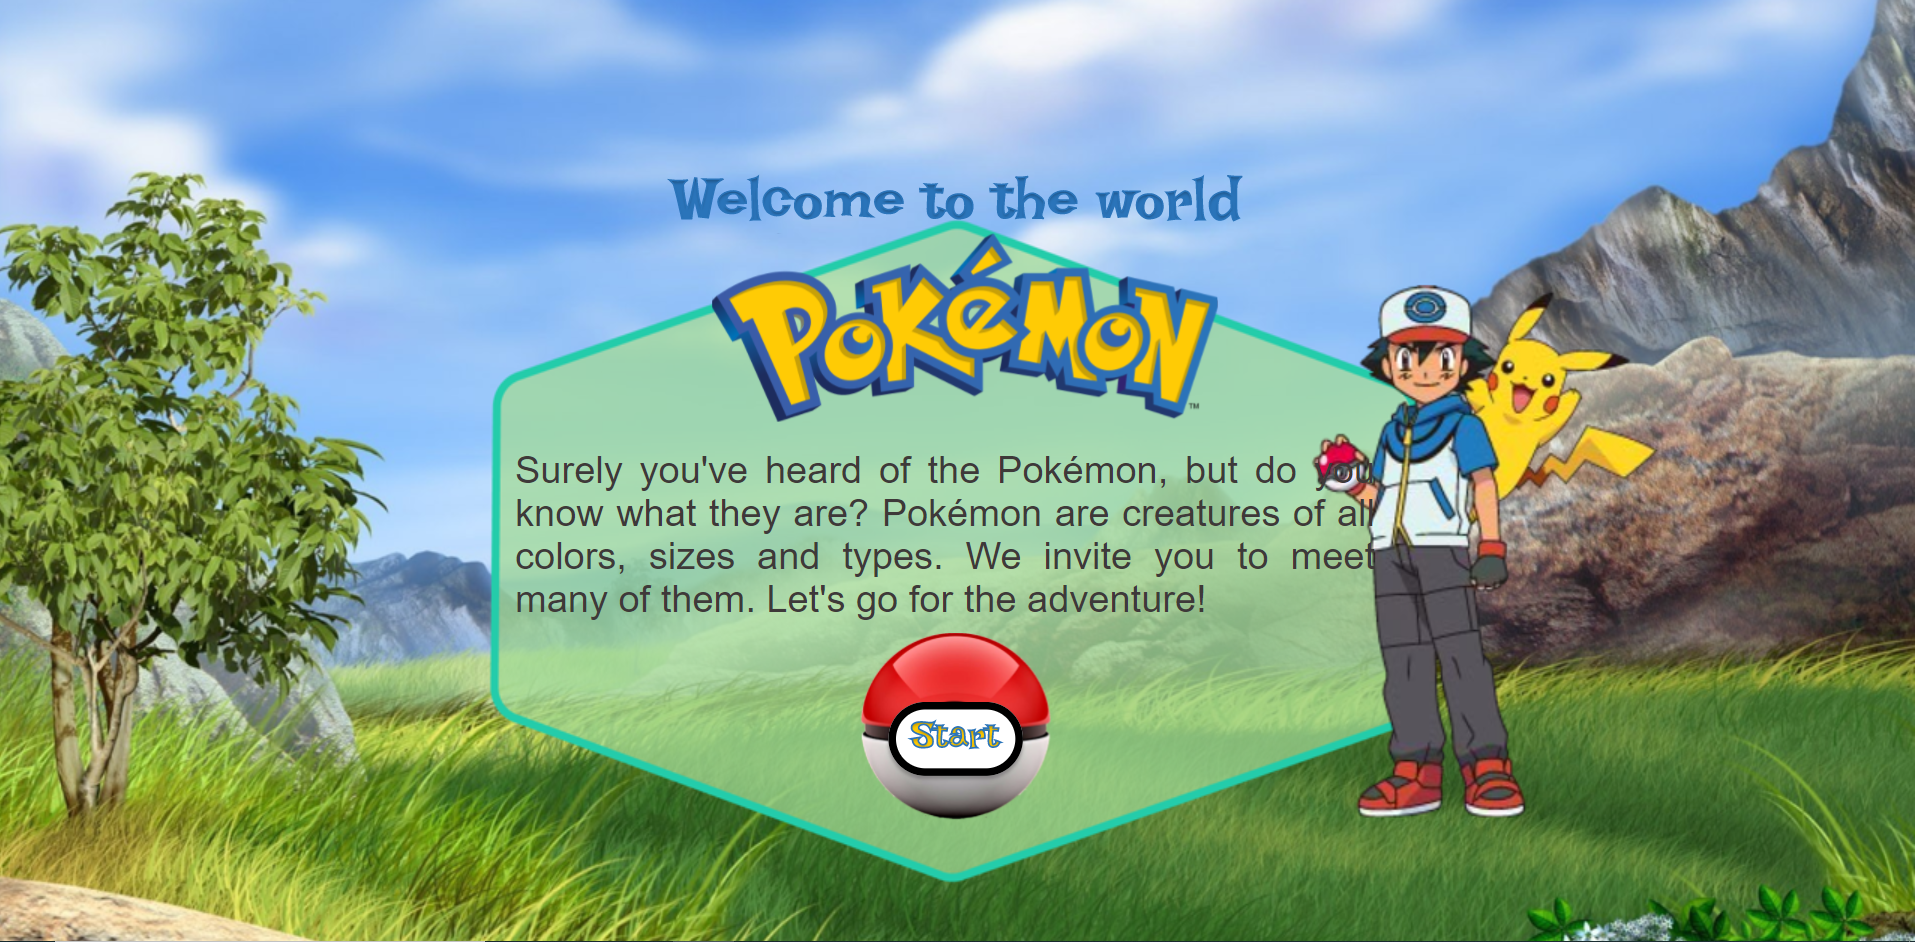 Welcome to the world
POKéMON
TM
Surely you've heard of the Pokémon, but do you
know what they are? Pokémon are creatures of all
colors, sizes and types. We invite you to meet
many of them. Let's go for the adventure!
Start